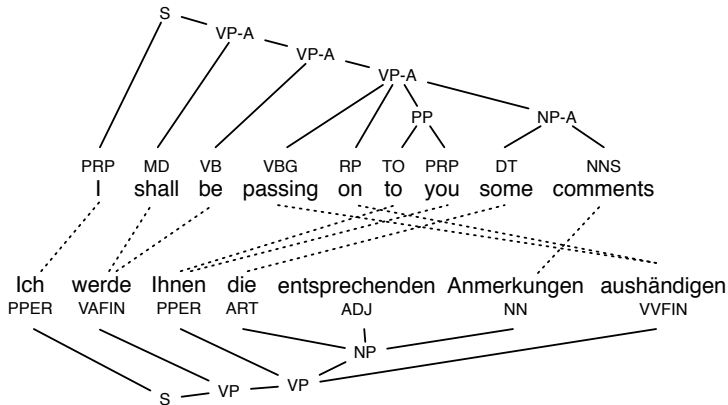 S
VP-A
VP-A
VP-A
PP NP-A
PRP MD VB VBG RP TO PRP DT NNS
I shall be passing on to you some comments
Ich werde Ihnen die entsprechenden Anmerkungen aushändigen
PPER VAFIN PPER ART ADJ NN VVFIN
NP
S VP VP